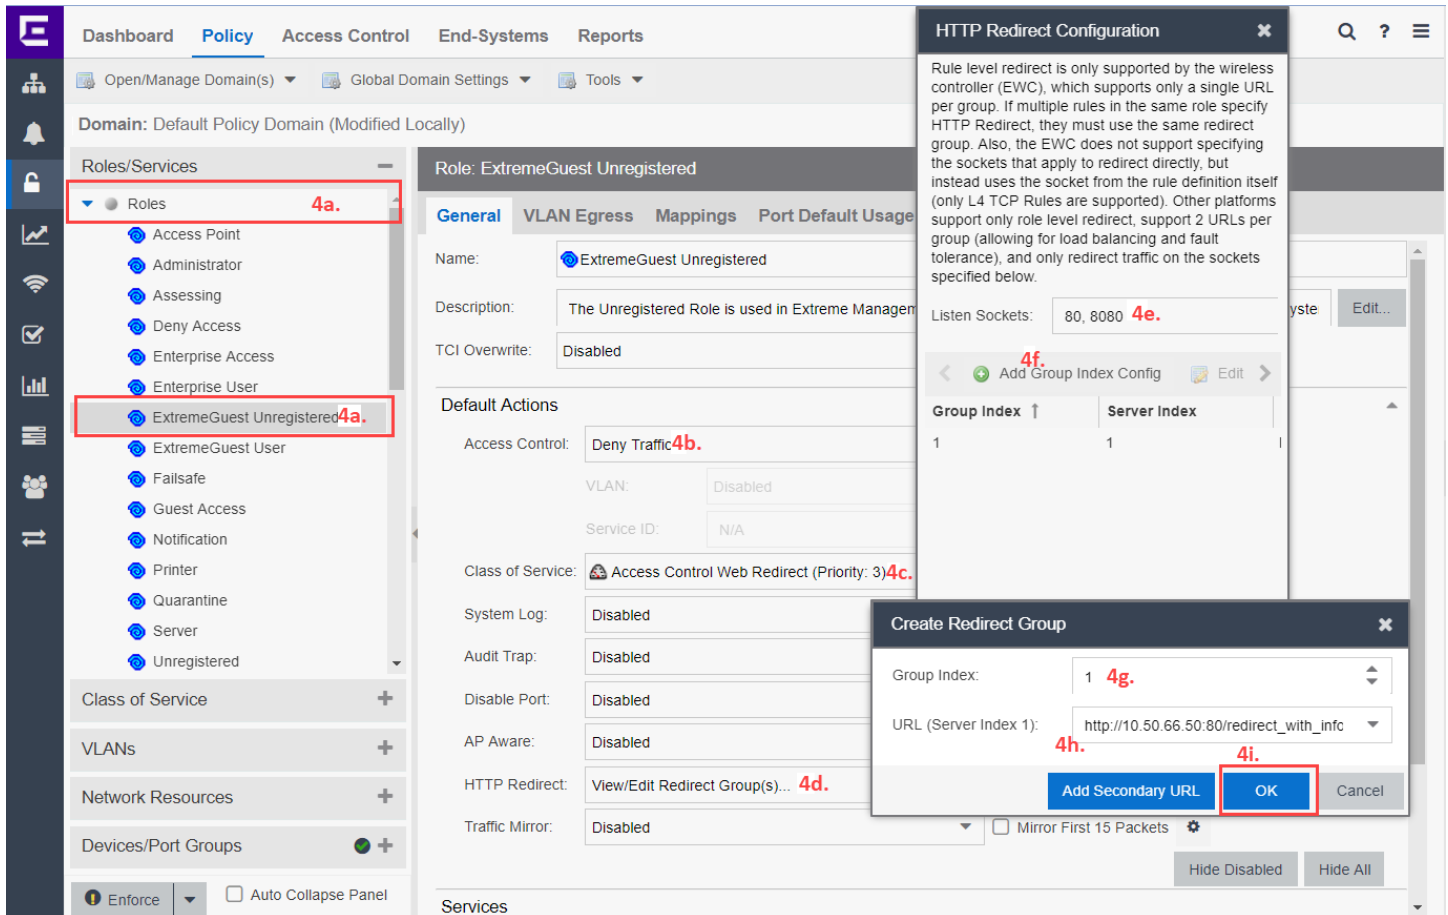 Dashboard Policy Access Control End-Systems Reports ?
Open/Manage Domain(s) Global Domain Settings Tools
Domain: Default Policy Domain (Modified Locally)
Roles/Services
Roles 4a.
Access Point
Administrator
Assessing
Deny Access
Enterprise Access
Enterprise User
ExtremeGuest Unregistered 4a.
ExtremeGuest User
Failsafe
Guest Access
Notification
Printer
Quarantine
Server
Unregistered
Class of Service
VLANs
Network Resources
Devices/Port Groups
Enforce Auto Collapse Panel
Role: ExtremeGuest Unregistered
General VLAN Egress Mappings Port Default Usage
Name: ExtremeGuest Unregistered
Description: The Unregistered Role is used in Extreme Managem yste Edit...
TCI Overwrite: Disabled
Default Actions
Access Control: Deny Traffic 4b.
VLAN: Disabled
Service ID: N/A
Class of Service: Access Control Web Redirect (Priority: 3) 4c.
System Log: Disabled
Audit Trap: Disabled
Disable Port: Disabled
AP Aware: Disabled
HTTP Redirect: View/Edit Redirect Group(s)... 4d.
Traffic Mirror: Disabled Mirror First 15 Packets
Hide Disabled Hide All
Services
HTTP Redirect Configuration
Rule level redirect is only supported by the wireless
controller (EWC), which supports only a single URL
per group. If multiple rules in the same role specify
HTTP Redirect, they must use the same redirect
group. Also, the EWC does not support specifying
the sockets that apply to redirect directly, but
instead uses the socket from the rule definition itself
(only L4 TCP Rules are supported). Other platforms
support only role level redirect, support 2 URLs per
group (allowing for load balancing and fault
tolerance), and only redirect traffic on the sockets
specified below.
Listen Sockets: 80, 8080 4e.
4f.
Add Group Index Config Edit
Group Index Server Index
1 1
Create Redirect Group
Group Index: 1 4g.
URL (Server Index 1): http://10.50.66.50:80/redirect_with_info
4h. 4i.
Add Secondary URL OK Cancel